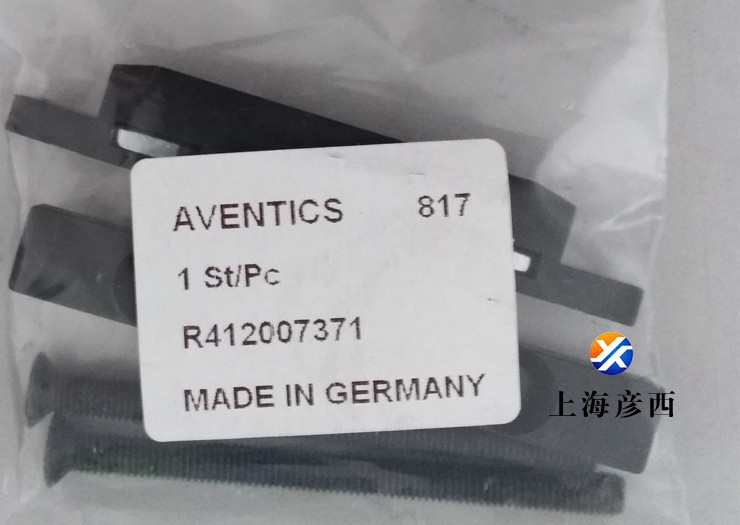 AVENTICS 817
1 St/Pc
R412007371
MADE IN GERMANY
上海彦西